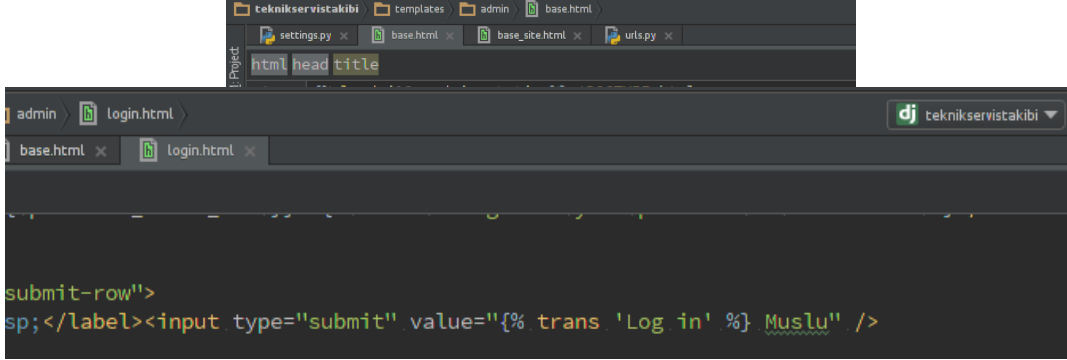 teknikservistakibi templates admin base.html
settings.py base.html base_site.html urls.py
Project
html head title
admin login.html teknikservistakibi
base.html login.html
submit-row">
sp;</label><input type="submit" value="{% trans 'Log in' %} Muslu" />